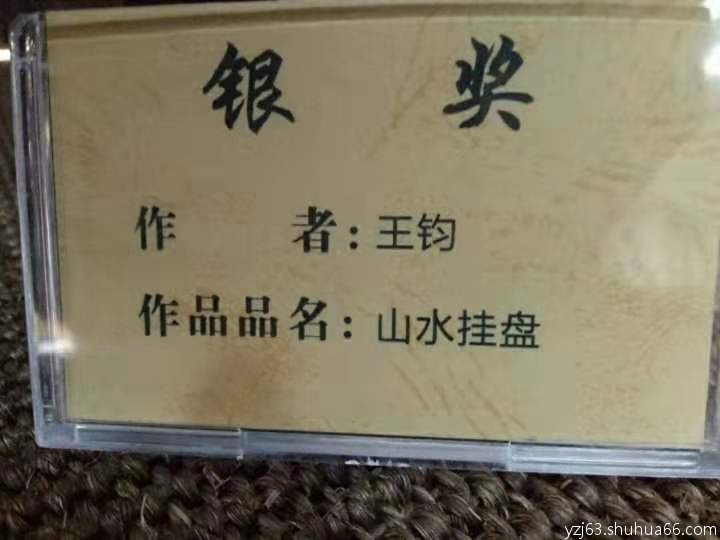 银 奖
作 者：王钧
作品品名：山水挂盘
yzj63.shuhua66.com